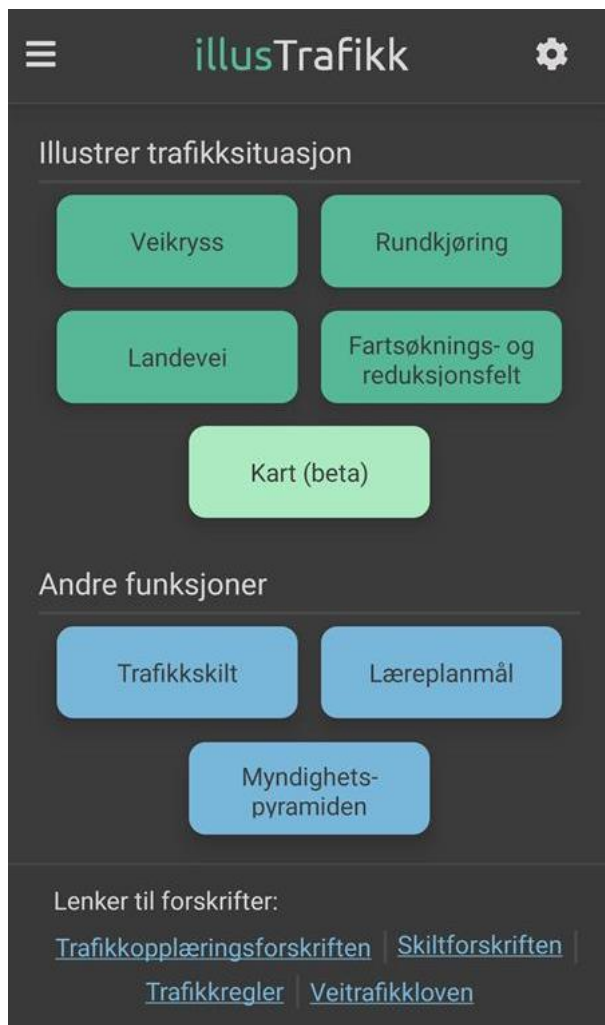 illusTrafikk
Illustrer trafikksituasjon
Veikryss
Rundkjøring
Landevei
Fartsøknings- og
reduksjonsfelt
Kart (beta)
Andre funksjoner
Trafikkskilt
Læreplanmål
Myndighets-
pyramiden
Lenker til forskrifter:
Trafikkopplæringsforskriften | Skiltforskriften |
Trafikkregler | Veitrafikkloven